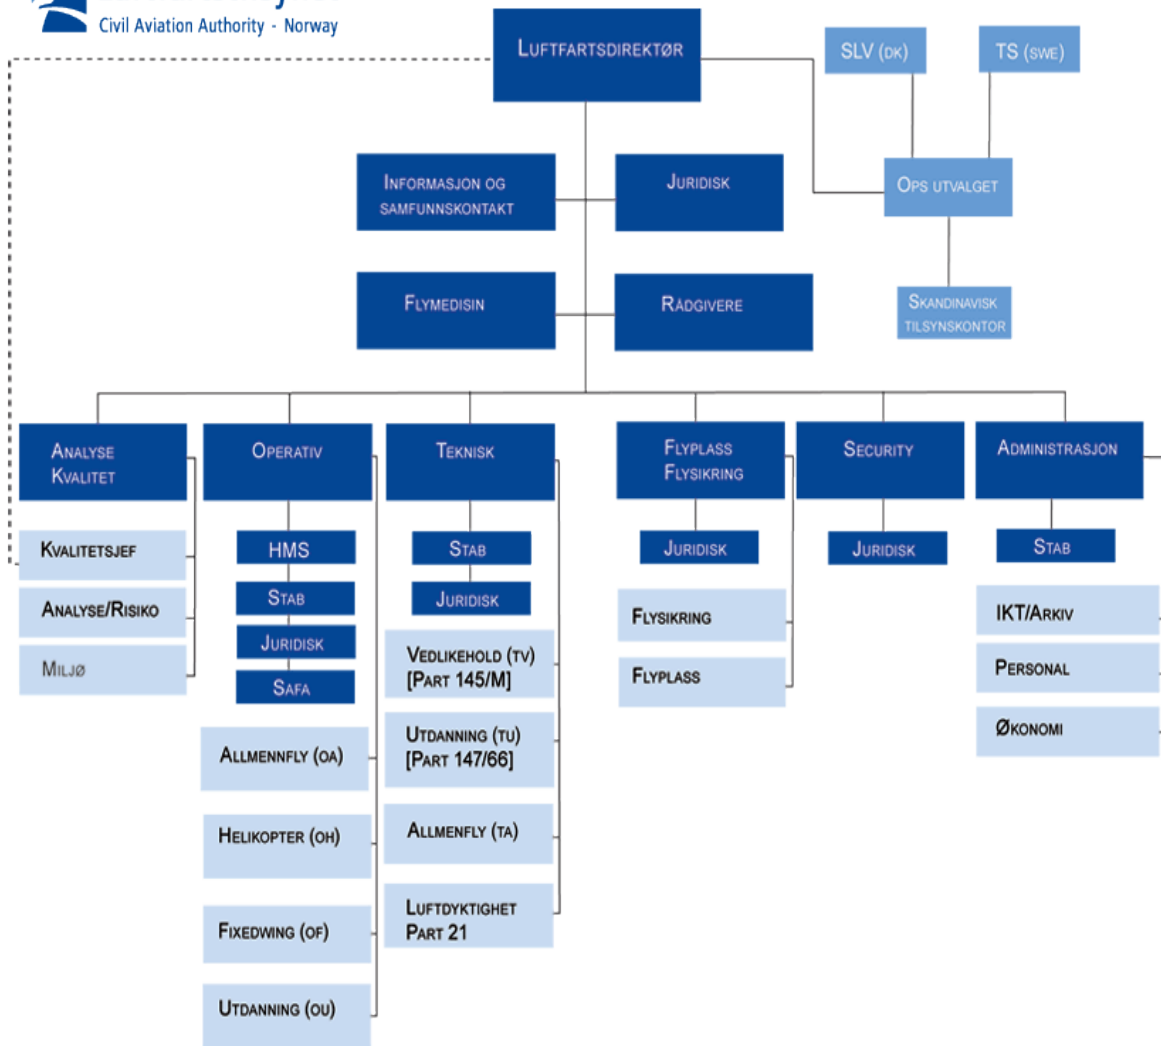 Civil Aviation Authority - Norway
LUFTFARTSDIREKTØR
SLV (DK)
TS (SWE)
INFORMASJON OG
SAMFUNNSKONTAKT
JURIDISK
OPS UTVALGET
FLYMEDISIN
RÅDGIVERE
SKANDINAVISK
TILSYNSKONTOR
ANALYSE
KVALITET
OPERATIV
TEKNISK
FLYPLASS
FLYSIKRING
SECURITY
ADMINISTRASJON
KVALITETSJEF
ANALYSE/RISIKO
MILJØ
HMS
STAB
JURIDISK
SAFA
ALLMENNFLY (OA)
HELIKOPTER (OH)
FIXEDWING (OF)
UTDANNING (OU)
STAB
JURIDISK
VEDLIKEHOLD (TV)
[PART 145/M]
UTDANNING (TU)
[PART 147/66]
ALLMENFLY (TA)
LUFTDYKTIGHET
PART 21
JURIDISK
FLYSIKRING
FLYPLASS
JURIDISK
STAB
IKT/ARKIV
PERSONAL
ØKONOMI